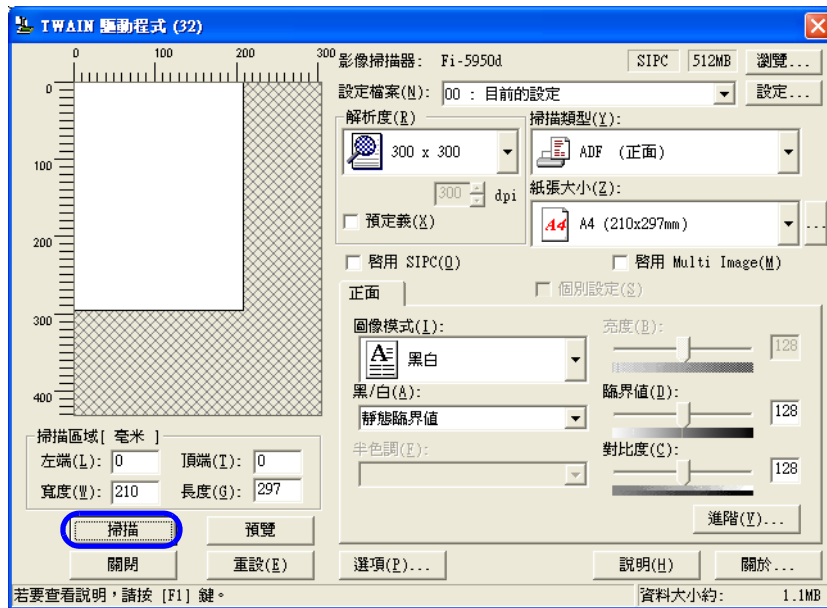 TWAIN 驅動程式 (32)
0 100 200 300
0
100
200
300
400
影像掃描器: Fi-5950d SIPC 512MB 瀏覽...
設定檔案(N): 00 : 目前的設定 設定...
解析度(R)
300 x 300
300 dpi
預定義(X)
掃描類型(Y):
ADF (正面)
紙張大小(Z):
A4 A4 (210x297mm) ...
啓用 SIPC(Q) 啓用 Multi Image(M)
正面 個別設定(S)
圖像模式(I):
A 黑白
黑/白(A):
靜態臨界值
半色調(F):
亮度(B):
128
臨界值(D):
128
對比度(C):
128
進階(V)...
掃描區域[ 毫米 ]
左端(L): 0 頂端(T): 0
寬度(W): 210 長度(G): 297
掃描 預覽
關閉 重設(E) 選項(P)... 説明(H) 關於...
若要查看説明，請按 [F1] 鍵。 資料大小約: 1.1MB